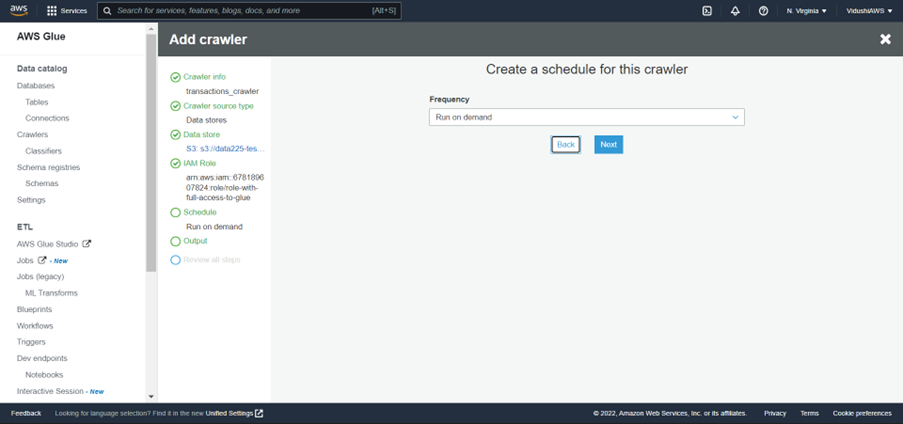 aws
Services
Search for services, features, blogs, docs, and more
[Alt+S]
N. Virginia
VidushiAWS
AWS Glue
Data catalog
Databases
Tables
Connections
Crawlers
Classifiers
Schema registries
Schemas
Settings
ETL
AWS Glue Studio
Jobs - New
Jobs (legacy)
ML Transforms
Blueprints
Workflows
Triggers
Dev endpoints
Notebooks
Interactive Session - New
Add crawler
Crawler info
transactions_crawler
Crawler source type
Data stores
Data store
S3: s3://data225-tes...
IAM Role
arn:aws:iam::6781896
07824:role/role-with-
full-access-to-glue
Schedule
Run on demand
Output
Review all steps
Create a schedule for this crawler
Frequency
Run on demand
Back
Next
Feedback
Looking for language selection? Find it in the new Unified Settings
© 2022, Amazon Web Services, Inc. or its affiliates.
Privacy
Terms
Cookie preferences